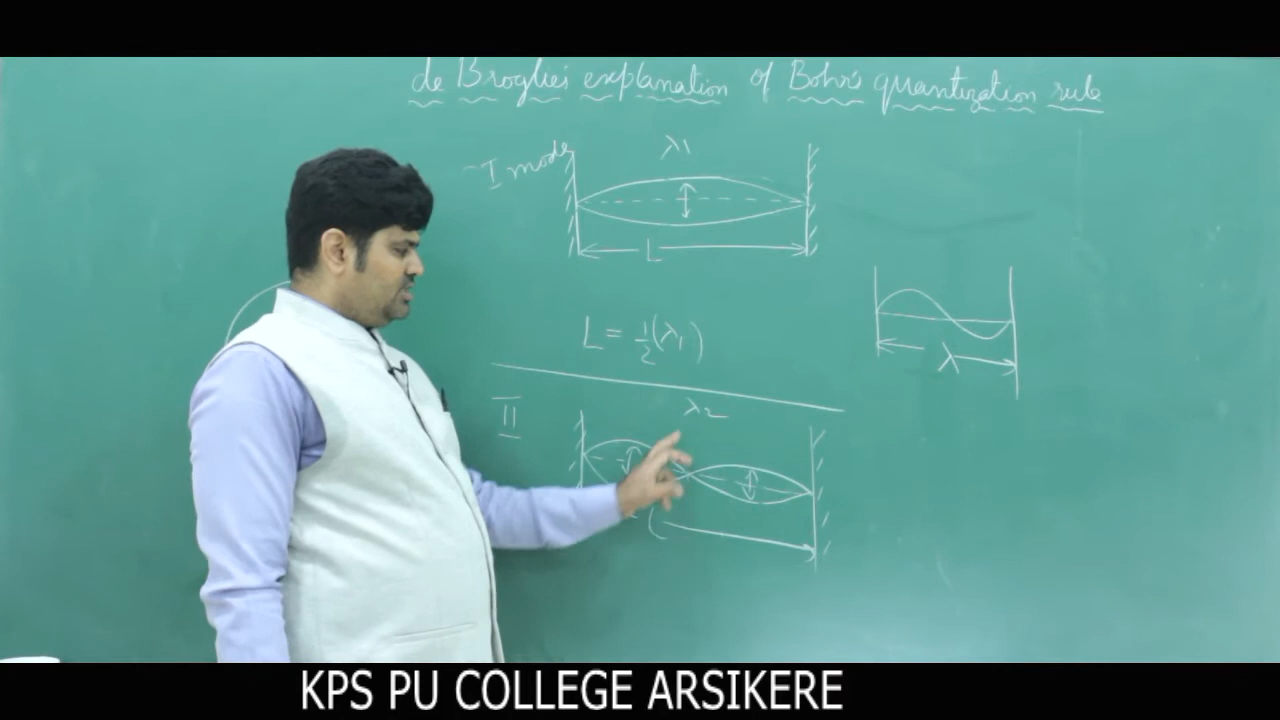 de Broglie's explanation of Bohr's quantization rule
I mode
λ1
L
L = 1/2 (λ1)
λ
II
λ2
L
KPS PU COLLEGE ARSIKERE